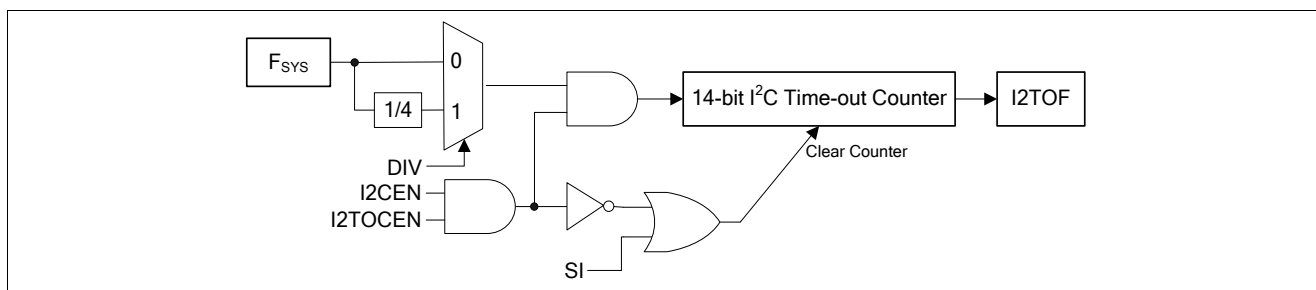 FSYS
0
1/4
1
14-bit I²C Time-out Counter
I2TOF
DIV
Clear Counter
I2CEN
I2TOCEN
SI